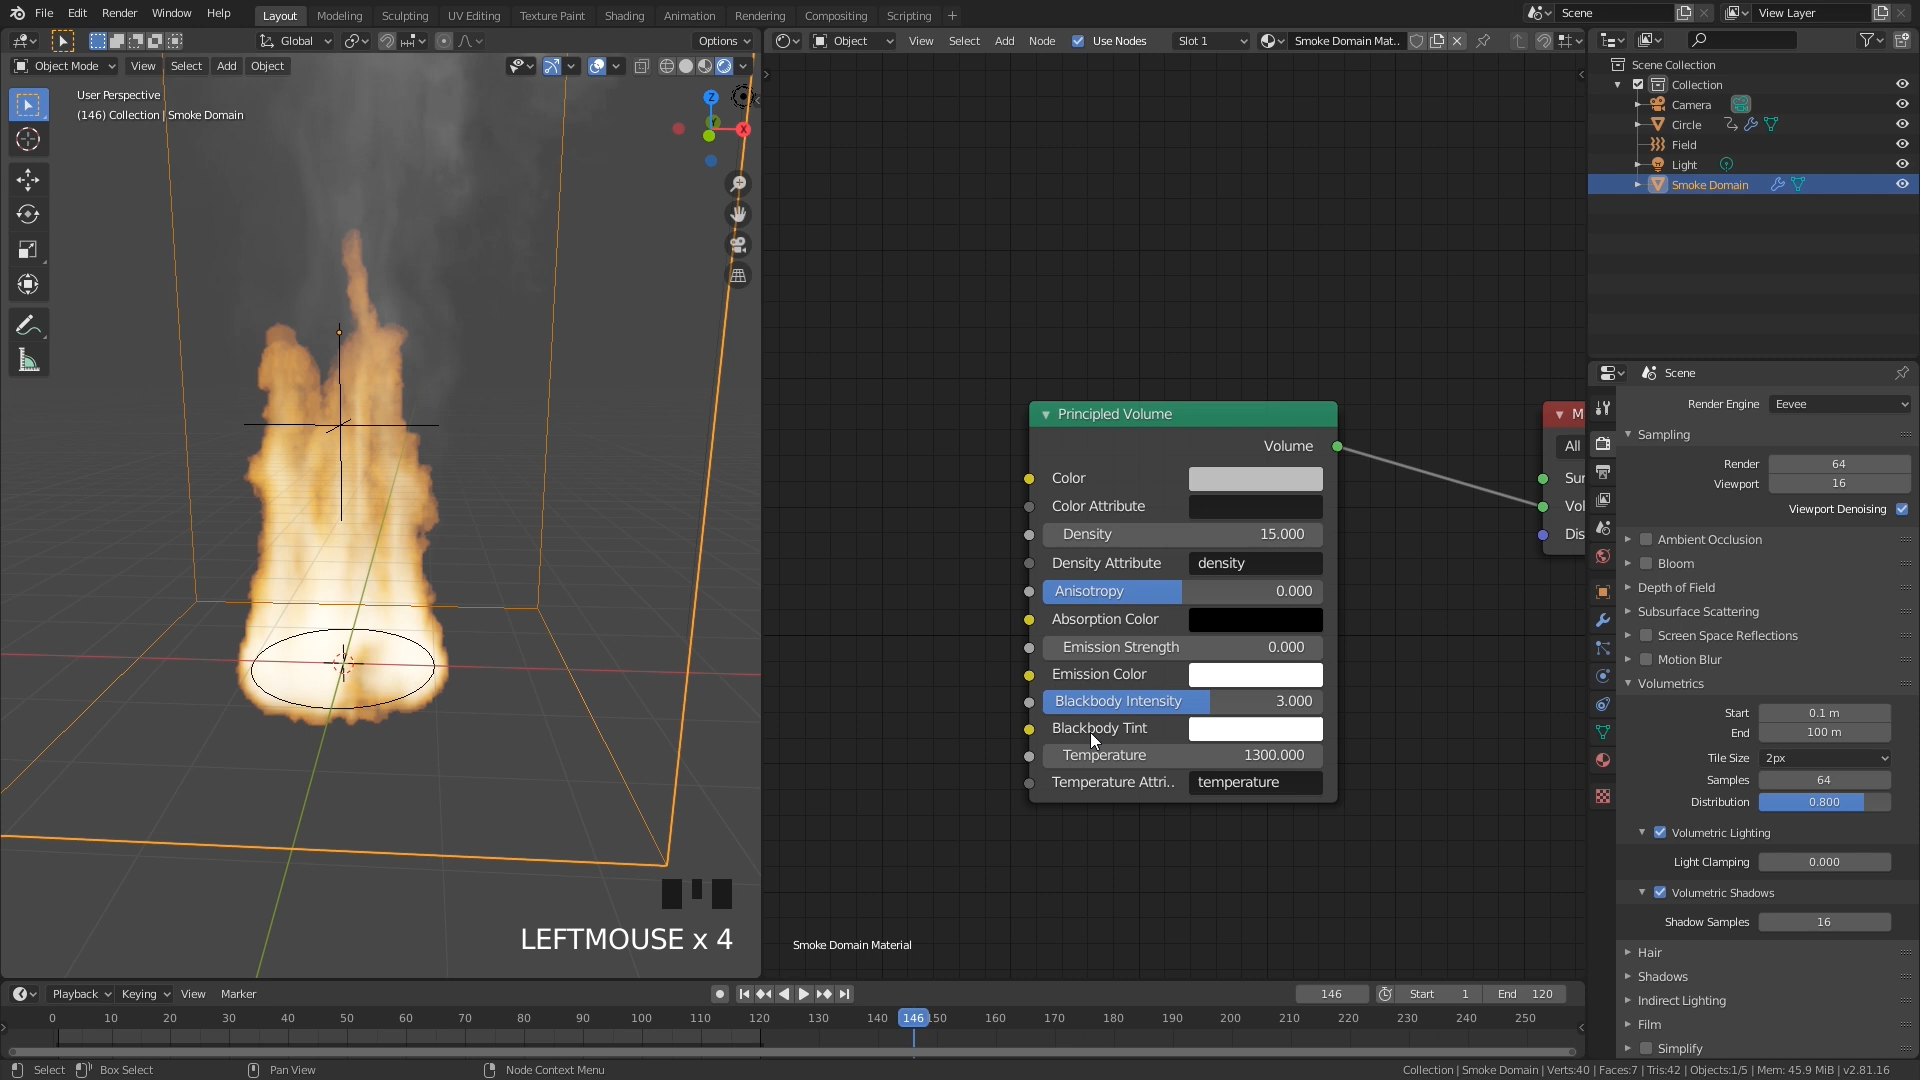 File Edit Render Window Help Layout Modeling Sculpting UV Editing Texture Paint Shading Animation Rendering Compositing Scripting + Scene View Layer
Global Options Object View Select Add Node Use Nodes Slot 1 Smoke Domain Mat..
Object Mode View Select Add Object
User Perspective
(146) Collection | Smoke Domain
Z
Y
X
LEFTMOUSE x 4
Principled Volume
Volume
Color
Color Attribute
Density 15.000
Density Attribute density
Anisotropy 0.000
Absorption Color
Emission Strength 0.000
Emission Color
Blackbody Intensity 3.000
Blackbody Tint
Temperature 1300.000
Temperature Attri.. temperature
M
All
Sur
Vol
Dis
Smoke Domain Material
Scene Collection
Collection
Camera
Circle
Field
Light
Smoke Domain
Scene
Render Engine Eevee
Sampling
Render 64
Viewport 16
Viewport Denoising
Ambient Occlusion
Bloom
Depth of Field
Subsurface Scattering
Screen Space Reflections
Motion Blur
Volumetrics
Start 0.1 m
End 100 m
Tile Size 2px
Samples 64
Distribution 0.800
Volumetric Lighting
Light Clamping 0.000
Volumetric Shadows
Shadow Samples 16
Hair
Shadows
Indirect Lighting
Film
Simplify
Playback Keying View Marker 146 Start 1 End 120
0 10 20 30 40 50 60 70 80 90 100 110 120 130 140 146 150 160 170 180 190 200 210 220 230 240 250
Select Box Select Pan View Node Context Menu Collection | Smoke Domain | Verts:40 | Faces:7 | Tris:42 | Objects:1/5 | Mem: 45.9 MiB | v2.81.16